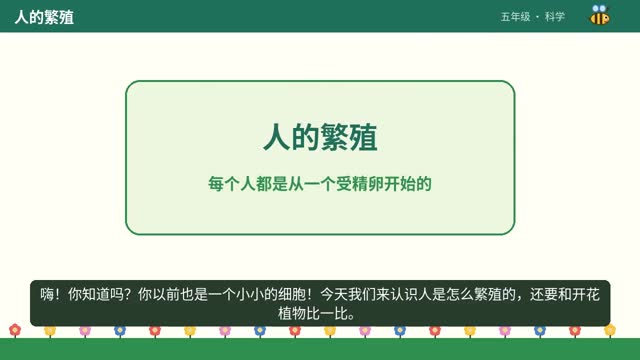 人的繁殖
五年级 · 科学
人的繁殖
每个人都是从一个受精卵开始的
嗨！你知道吗？你以前也是一个小小的细胞！今天我们来认识人是怎么繁殖的，还要和开花
植物比一比。